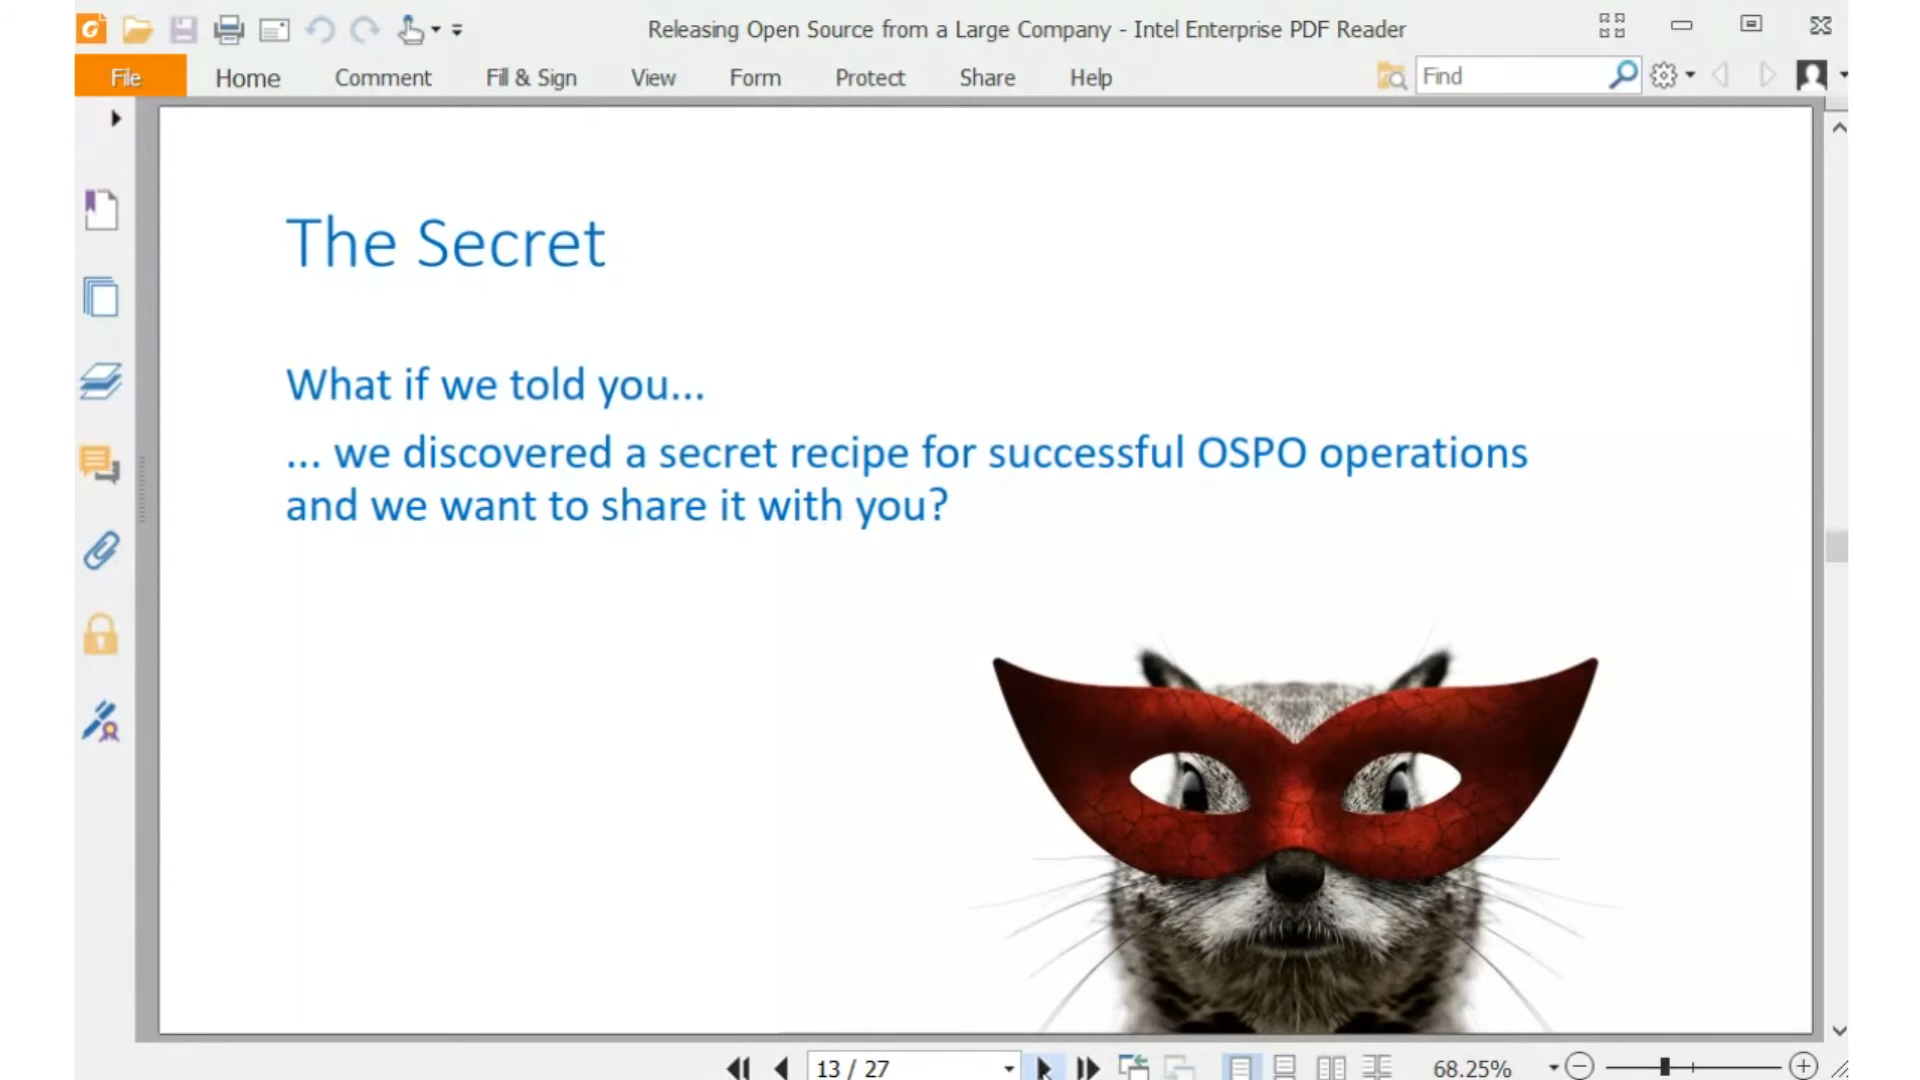 Releasing Open Source from a Large Company - Intel Enterprise PDF Reader
File Home Comment Fill & Sign View Form Protect Share Help Find
The Secret
What if we told you...
... we discovered a secret recipe for successful OSPO operations
and we want to share it with you?
13 / 27 68.25%